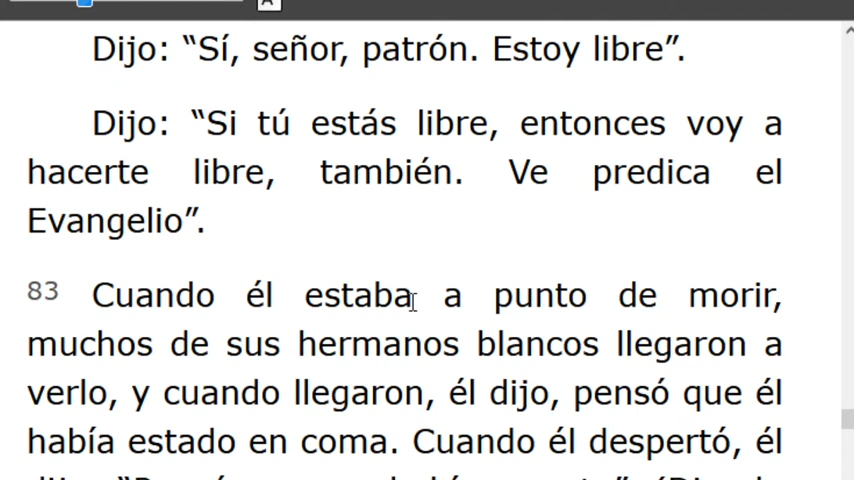 A
Dijo: “Sí, señor, patrón. Estoy libre”.
Dijo: “Si tú estás libre, entonces voy a
hacerte libre, también. Ve predica el
Evangelio”.
83 Cuando él estaba a punto de morir,
muchos de sus hermanos blancos llegaron a
verlo, y cuando llegaron, él dijo, pensó que él
había estado en coma. Cuando él despertó, él